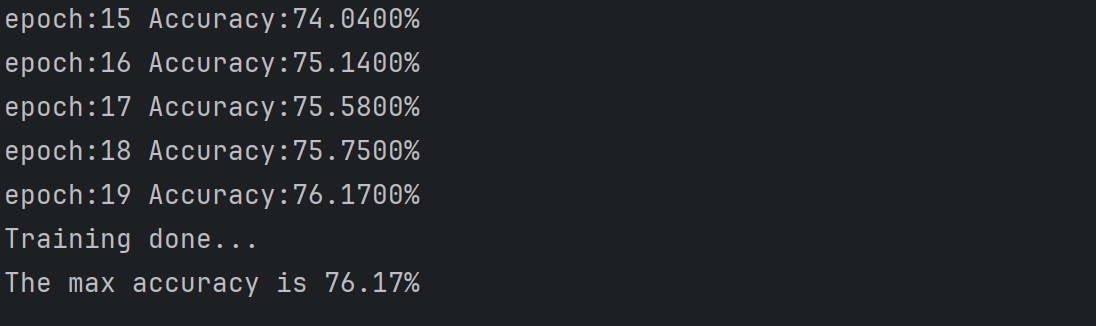 epoch:15 Accuracy:74.0400%
epoch:16 Accuracy:75.1400%
epoch:17 Accuracy:75.5800%
epoch:18 Accuracy:75.7500%
epoch:19 Accuracy:76.1700%
Training done...
The max accuracy is 76.17%